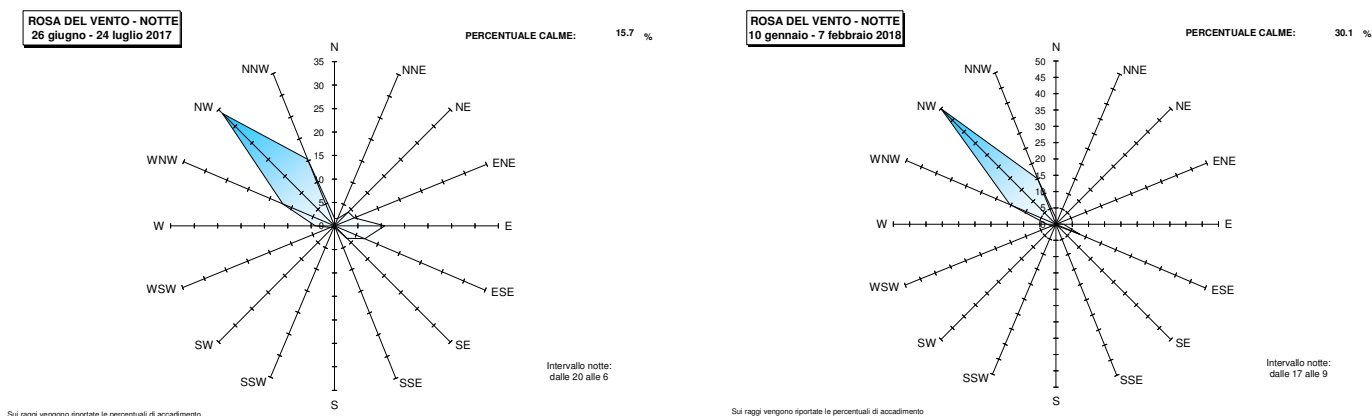 ROSA DEL VENTO - NOTTE
26 giugno - 24 luglio 2017
PERCENTUALE CALME: 15.7 %
N
35
30
25
20
15
10
5
0
NNW
NNE
NW
NE
WNW
ENE
W
E
WSW
ESE
SW
SE
SSW
SSE
S
Intervallo notte:
dalle 20 alle 6
Sui raggi vengono riportate le percentuali di accadimento
ROSA DEL VENTO - NOTTE
10 gennaio - 7 febbraio 2018
PERCENTUALE CALME: 30.1 %
N
50
45
40
35
30
25
20
15
10
5
0
NNW
NNE
NW
NE
WNW
ENE
W
E
WSW
ESE
SW
SE
SSW
SSE
S
Intervallo notte:
dalle 17 alle 9
Sui raggi vengono riportate le percentuali di accadimento